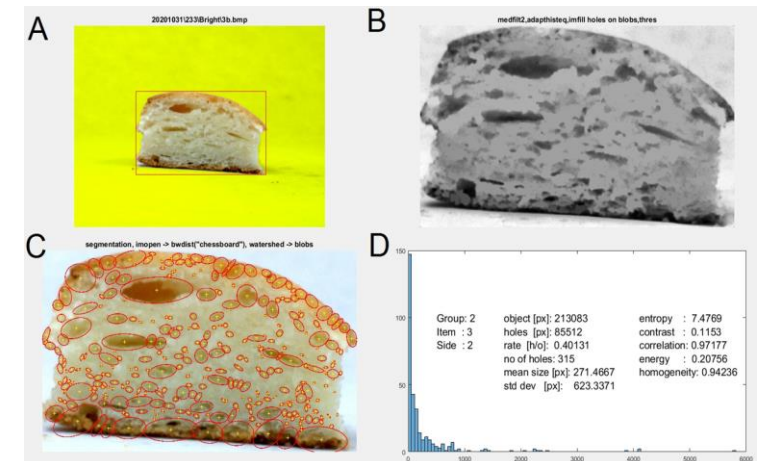 A
20201031\233\Bright\3b.bmp
B
medfilt2,adapthisteq,imfill holes on blobs,thres
C
segmentation, imopen -> bwdist("chessboard"), watershed -> blobs
D
150
100
50
0
Group: 2
Item : 3
Side : 2
object [px]: 213083
holes [px]: 85512
rate [h/o]: 0.40131
no of holes: 315
mean size [px]: 271.4667
std dev [px]: 623.3371
entropy : 7.4769
contrast : 0.1153
correlation: 0.97177
energy : 0.20756
homogeneity: 0.94236
0 1000 2000 3000 4000 5000 6000